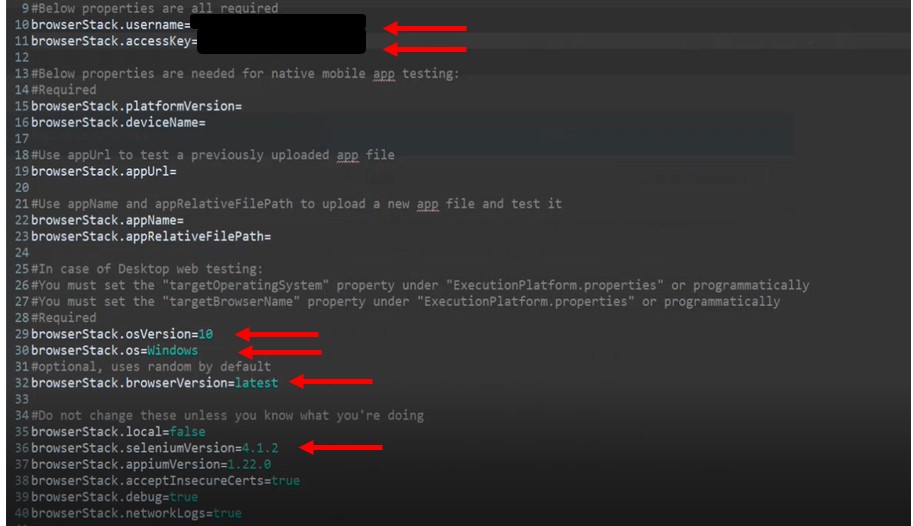 9 #Below properties are all required
10 browserStack.username=
11 browserStack.accessKey=
12
13 #Below properties are needed for native mobile app testing:
14 #Required
15 browserStack.platformVersion=
16 browserStack.deviceName=
17
18 #Use appUrl to test a previously uploaded app file
19 browserStack.appUrl=
20
21 #Use appName and appRelativeFilePath to upload a new app file and test it
22 browserStack.appName=
23 browserStack.appRelativeFilePath=
24
25 #In case of Desktop web testing:
26 #You must set the "targetOperatingSystem" property under "ExecutionPlatform.properties" or programmatically
27 #You must set the "targetBrowserName" property under "ExecutionPlatform.properties" or programmatically
28 #Required
29 browserStack.osVersion=10
30 browserStack.os=Windows
31 #optional, uses random by default
32 browserStack.browserVersion=latest
33
34 #Do not change these unless you know what you're doing
35 browserStack.local=false
36 browserStack.seleniumVersion=4.1.2
37 browserStack.appiumVersion=1.22.0
38 browserStack.acceptInsecureCerts=true
39 browserStack.debug=true
40 browserStack.networkLogs=true